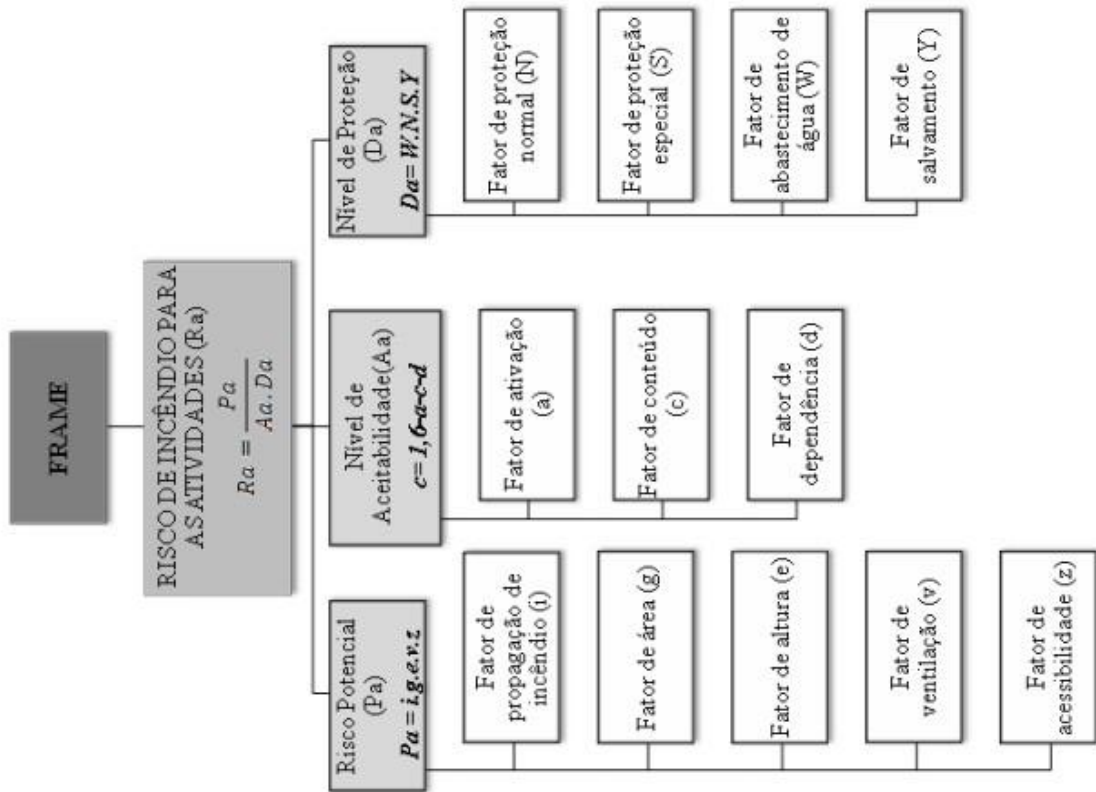 FRAME
RISCO DE INCÊNDIO PARA
AS ATIVIDADES (Ra)
Ra = Pa / Aa . Da
Risco Potencial
(Pa)
Pa = i.g.e.v.z
Fator de
propagação de
incêndio (i)
Fator de área (g)
Fator de altura (e)
Fator de
ventilação (v)
Fator de
acessibilidade (z)
Nível de
Aceitabilidade(Aa)
c=1,6-a-c-d
Fator de ativação
(a)
Fator de conteúdo
(c)
Fator de
dependência (d)
Nível de Proteção
(Da)
Da= W.N.S.Y
Fator de proteção
normal (N)
Fator de proteção
especial (S)
Fator de
abastecimento de
água (W)
Fator de
salvamento (Y)